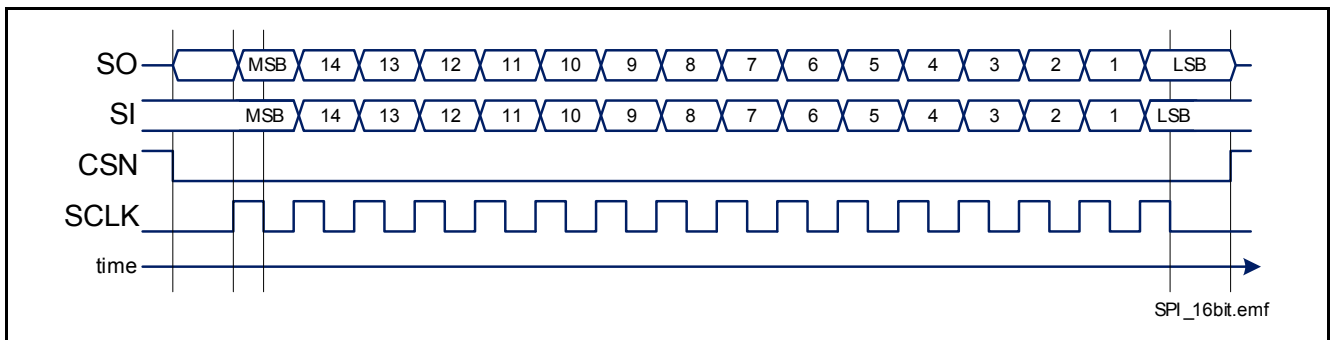 SO MSB 14 13 12 11 10 9 8 7 6 5 4 3 2 1 LSB
SI MSB 14 13 12 11 10 9 8 7 6 5 4 3 2 1 LSB
CSN
SCLK
time
SPI_16bit.emf